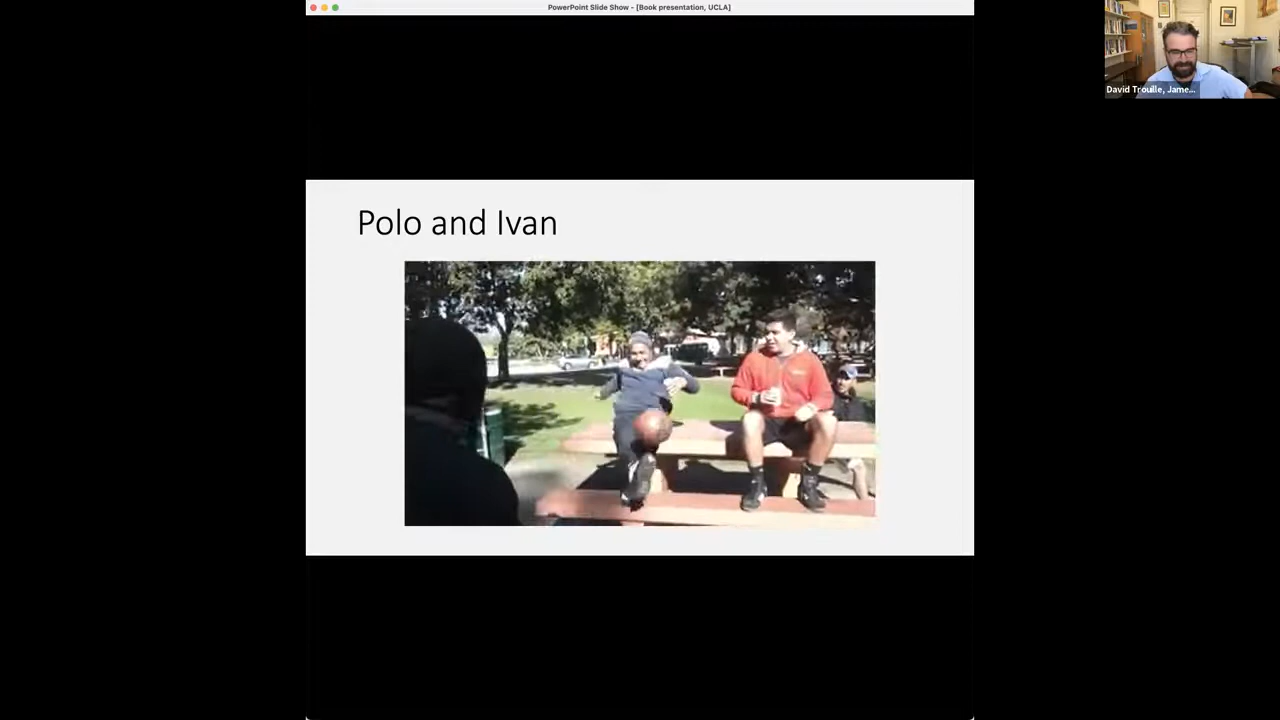 PowerPoint Slide Show - [Book presentation, UCLA]
David Trouille, Jame...
Polo and Ivan